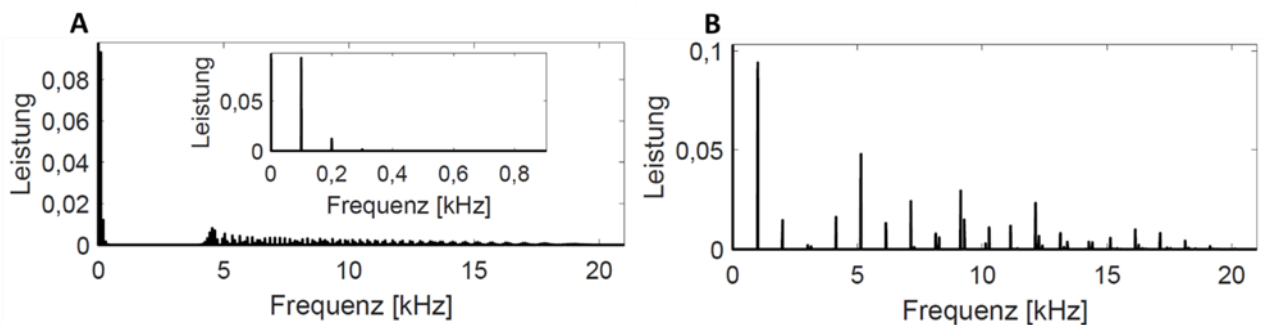 A
Leistung
0,08
0,06
0,04
0,02
0
0 5 10 15 20
Frequenz [kHz]
Leistung
0,05
0
0 0,2 0,4 0,6 0,8
Frequenz [kHz]
B
Leistung
0,1
0,05
0
0 5 10 15 20
Frequenz [kHz]